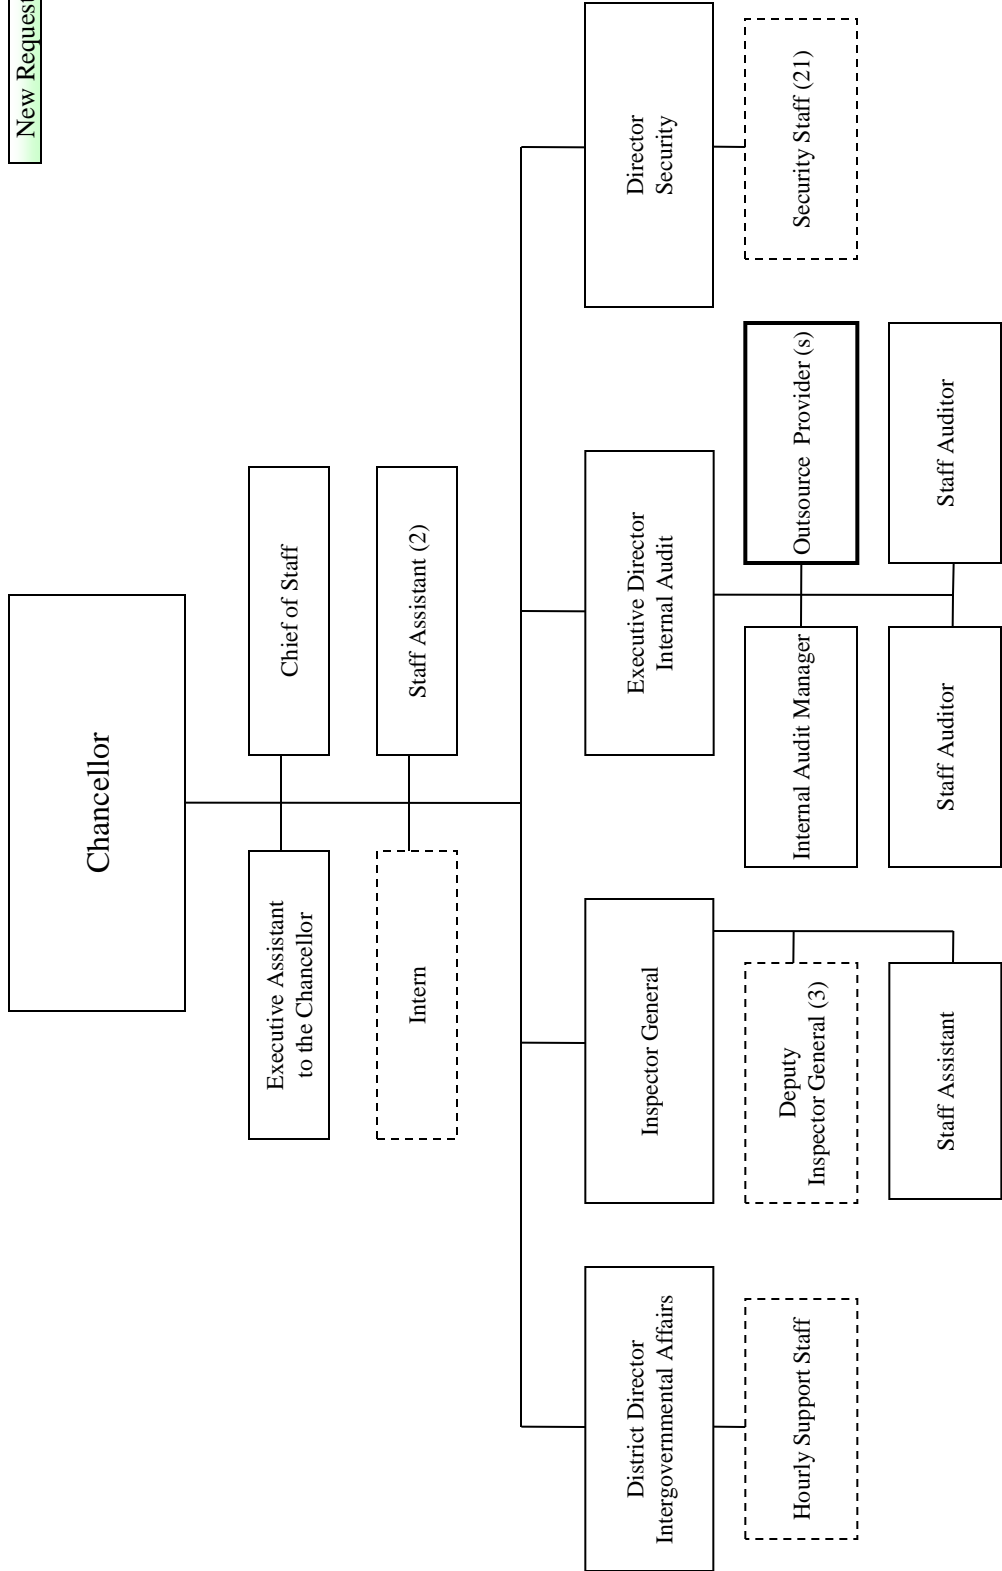 New Request
Chancellor
Executive Assistant
to the Chancellor
Chief of Staff
Intern
Staff Assistant (2)
District Director
Intergovernmental Affairs
Inspector General
Executive Director
Internal Audit
Director
Security
Hourly Support Staff
Deputy
Inspector General (3)
Internal Audit Manager
Outsource Provider (s)
Security Staff (21)
Staff Assistant
Staff Auditor
Staff Auditor